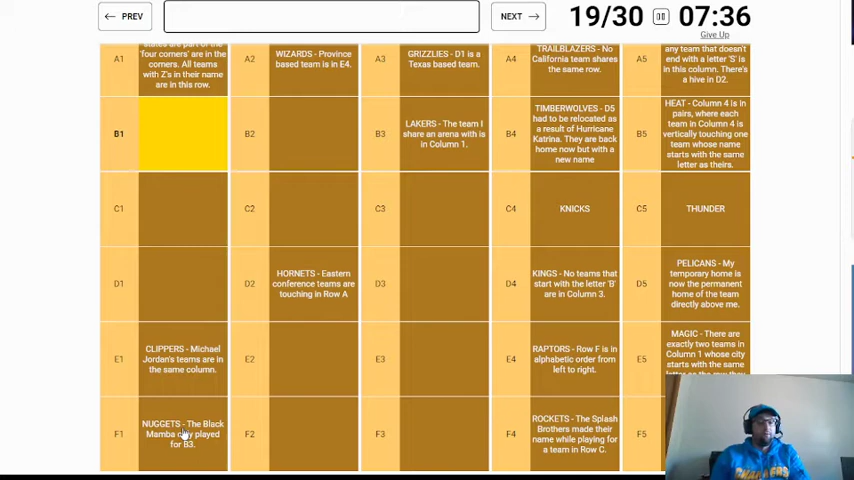 ← PREV
NEXT →
19/30
07:36
Give Up
A1
states are part of the
'four corners' are in the
corners. All teams
with Z's in their name
are in this row.
A2
WIZARDS - Province
based team is in E4.
A3
GRIZZLIES - D1 is a
Texas based team.
A4
TRAILBLAZERS - No
California team shares
the same row.
A5
any team that doesn't
end with a letter 'S' is
in this column. There's
a hive in D2.
B1
B2
B3
LAKERS - The team I
share an arena with is
in Column 1.
B4
TIMBERWOLVES - D5
had to be relocated as
a result of Hurricane
Katrina. They are back
home now but with a
new name
B5
HEAT - Column 4 is in
pairs, where each
team in Column 4 is
vertically touching one
team whose name
starts with the same
letter as theirs.
C1
C2
C3
C4
KNICKS
C5
THUNDER
D1
D2
HORNETS - Eastern
conference teams are
touching in Row A
D3
D4
KINGS - No teams that
start with the letter 'B'
are in Column 3.
D5
PELICANS - My
temporary home is
now the permanent
home of the team
directly above me.
E1
CLIPPERS - Michael
Jordan's teams are in
the same column.
E2
E3
E4
RAPTORS - Row F is in
alphabetic order from
left to right.
E5
MAGIC - There are
exactly two teams in
Column 1 whose city
starts with the same
F1
NUGGETS - The Black
Mamba only played
for B3.
F2
F3
F4
ROCKETS - The Splash
Brothers made their
name while playing for
a team in Row C.
F5
CHARGERS